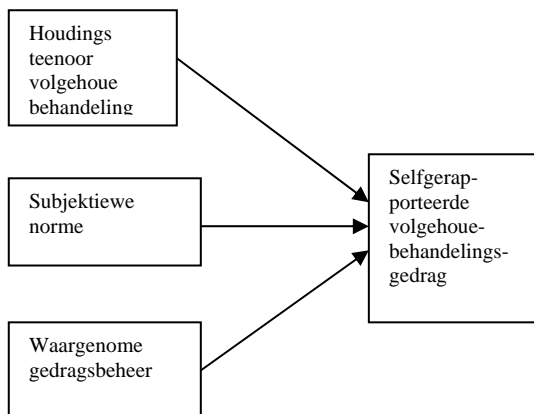 Houdings
teenoor
volgehoue
behandeling
Subjektiewe
norme
Waargenome
gedragsbeheer
Selfgerap-
porteerde
volgehoue-
behandelings-
gedrag